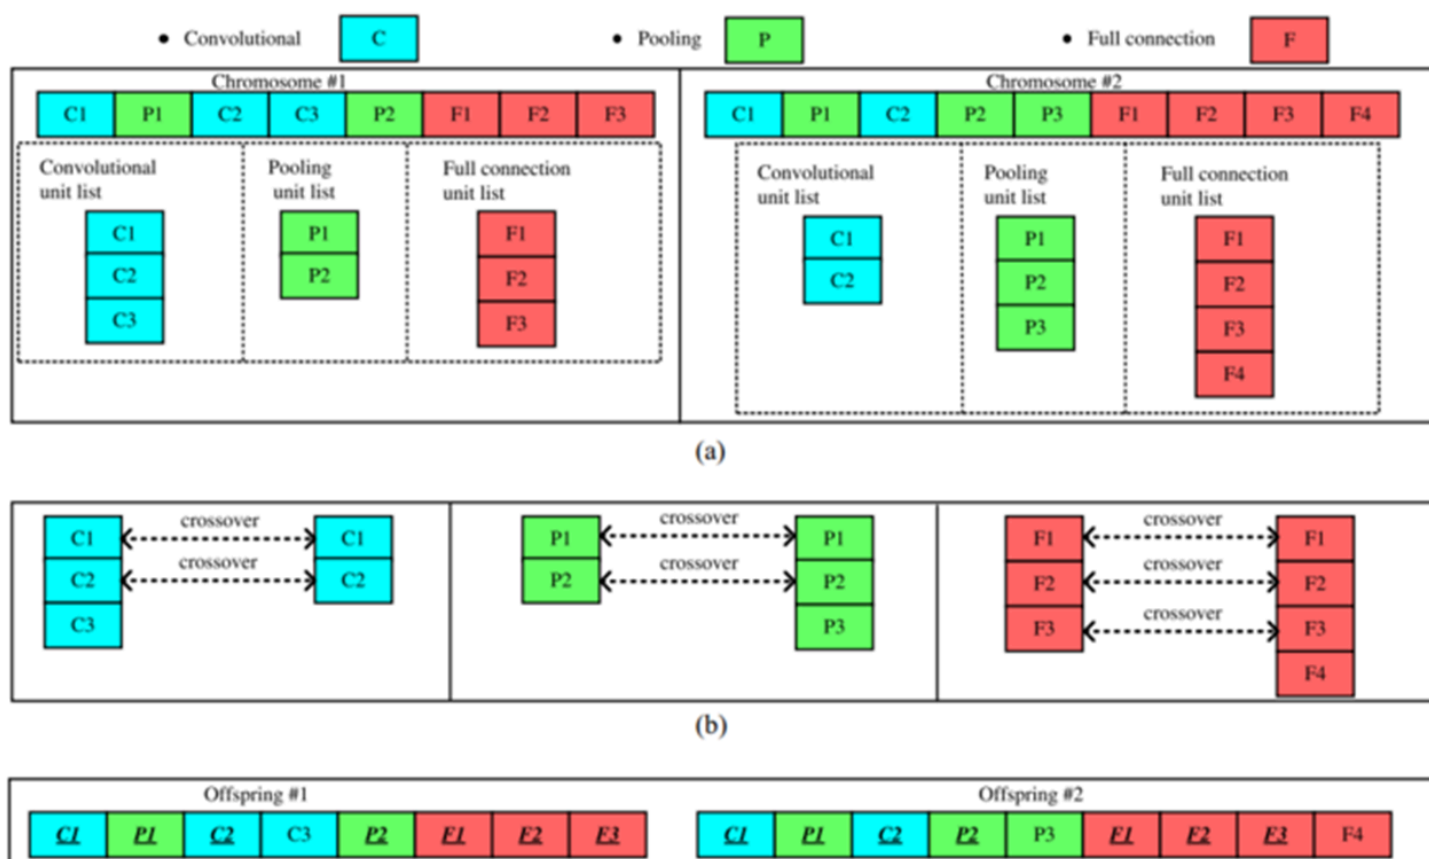 • Convolutional C • Pooling P • Full connection F
Chromosome #1
C1 P1 C2 C3 P2 F1 F2 F3
Convolutional
unit list
C1
C2
C3
Pooling
unit list
P1
P2
Full connection
unit list
F1
F2
F3
Chromosome #2
C1 P1 C2 P2 P3 F1 F2 F3 F4
Convolutional
unit list
C1
C2
Pooling
unit list
P1
P2
P3
Full connection
unit list
F1
F2
F3
F4
(a)
C1 crossover C1
C2 crossover C2
C3
P1 crossover P1
P2 crossover P2
P3
F1 crossover F1
F2 crossover F2
F3 crossover F3
F4
(b)
Offspring #1
C1 P1 C2 C3 P2 F1 F2 F3
Offspring #2
C1 P1 C2 P2 P3 F1 F2 F3 F4